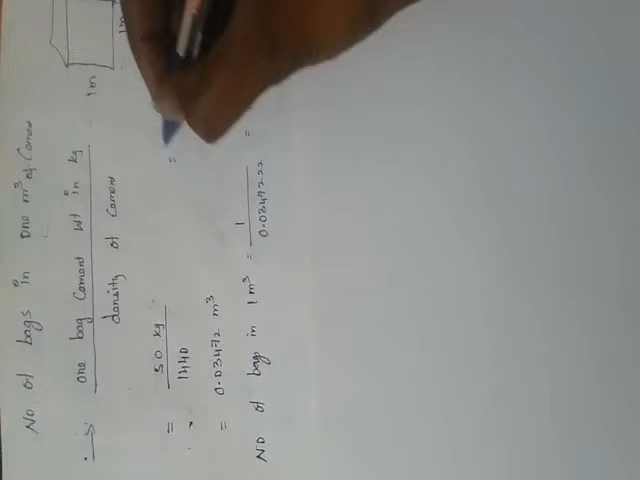 No of bags in one m³ of Cement
1m
1m
i → one bag Cement wt in kg
density of Cement
= 50 kg =
1440
= 0.03472 m³
No of bags in 1 m³ = 1 =
0.0347222